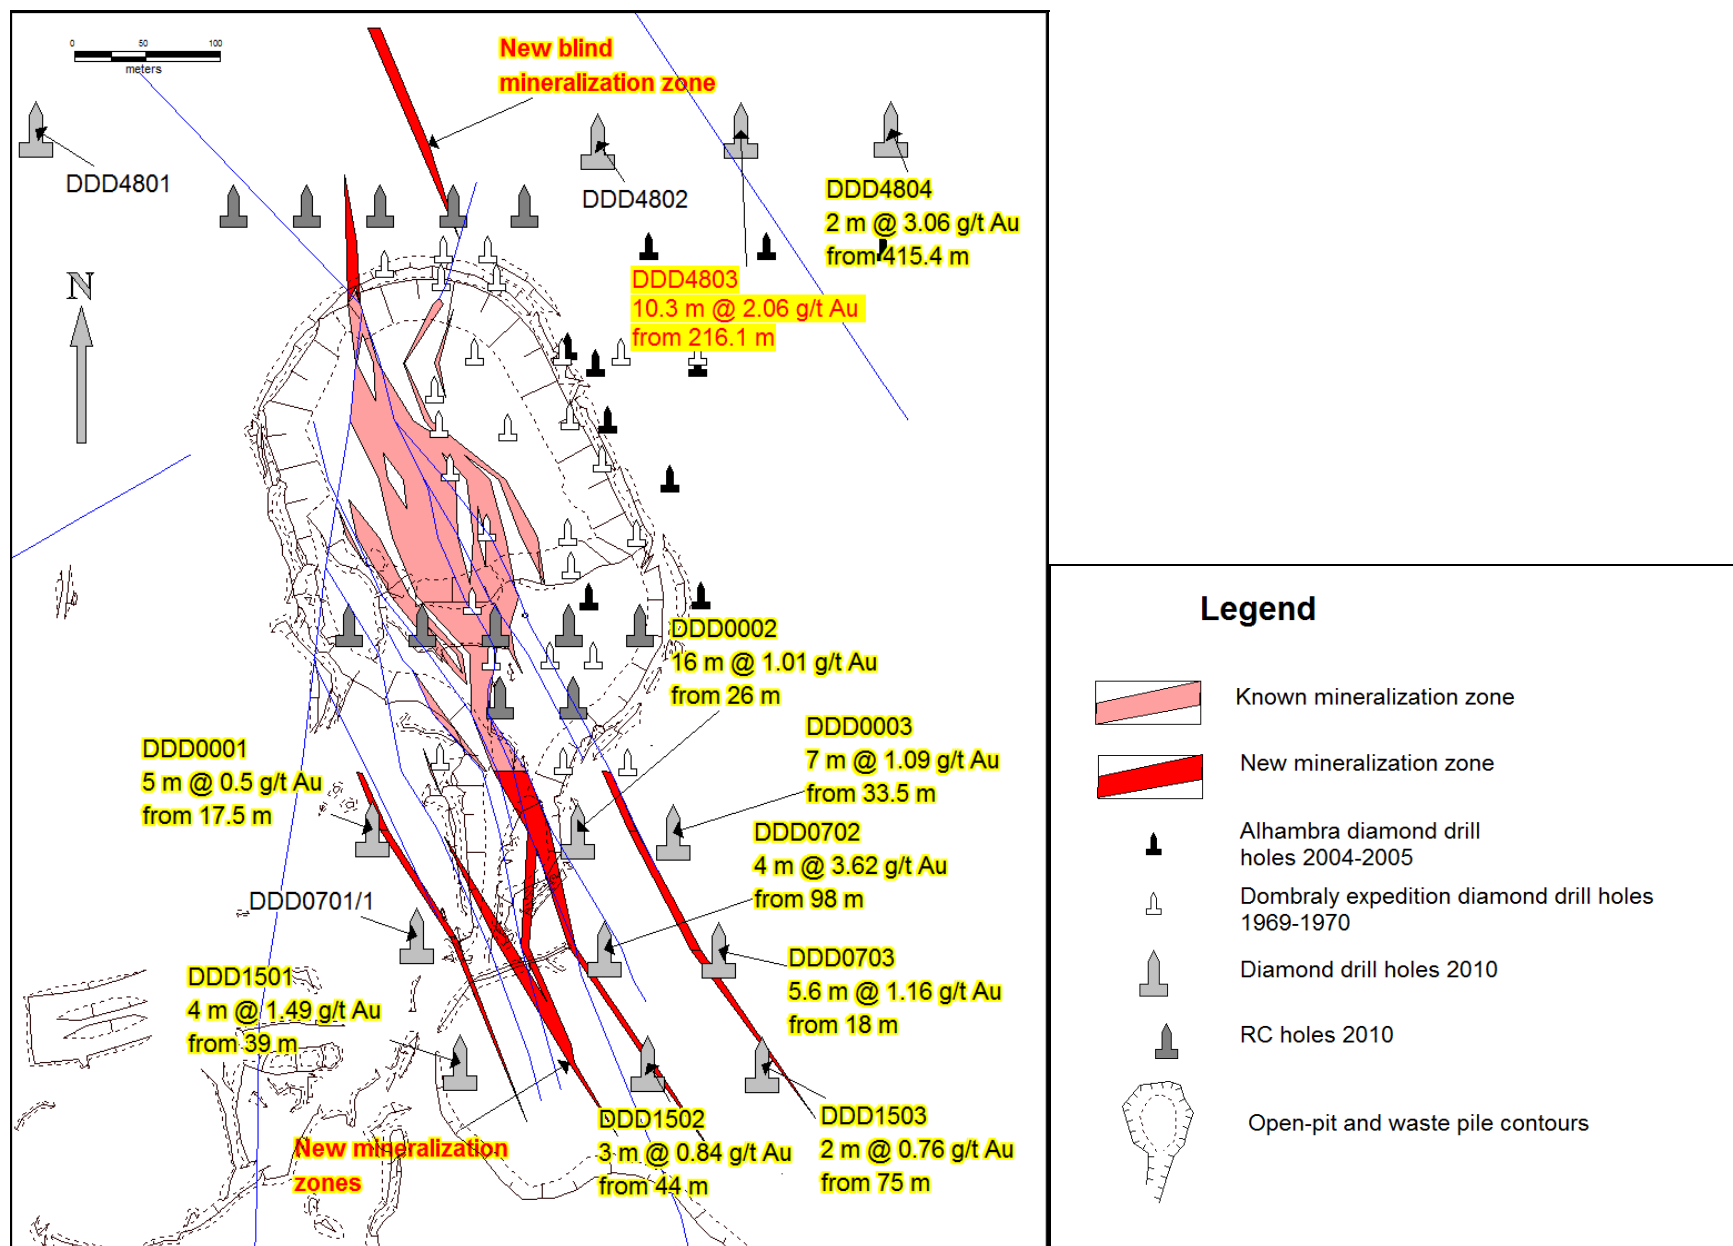 0 50 100
meters
New blind
mineralization zone
DDD4801
DDD4802
DDD4804
2 m @ 3.06 g/t Au
from 415.4 m
DDD4803
10.3 m @ 2.06 g/t Au
from 216.1 m
N
DDD0002
16 m @ 1.01 g/t Au
from 26 m
DDD0003
7 m @ 1.09 g/t Au
from 33.5 m
DDD0001
5 m @ 0.5 g/t Au
from 17.5 m
DDD0702
4 m @ 3.62 g/t Au
from 98 m
DDD0701/1
DDD0703
5.6 m @ 1.16 g/t Au
from 18 m
DDD1501
4 m @ 1.49 g/t Au
from 39 m
DDD1502
3 m @ 0.84 g/t Au
from 44 m
DDD1503
2 m @ 0.76 g/t Au
from 75 m
New mineralization
zones
Legend
Known mineralization zone
New mineralization zone
Alhambra diamond drill
holes 2004-2005
Dombraly expedition diamond drill holes
1969-1970
Diamond drill holes 2010
RC holes 2010
Open-pit and waste pile contours